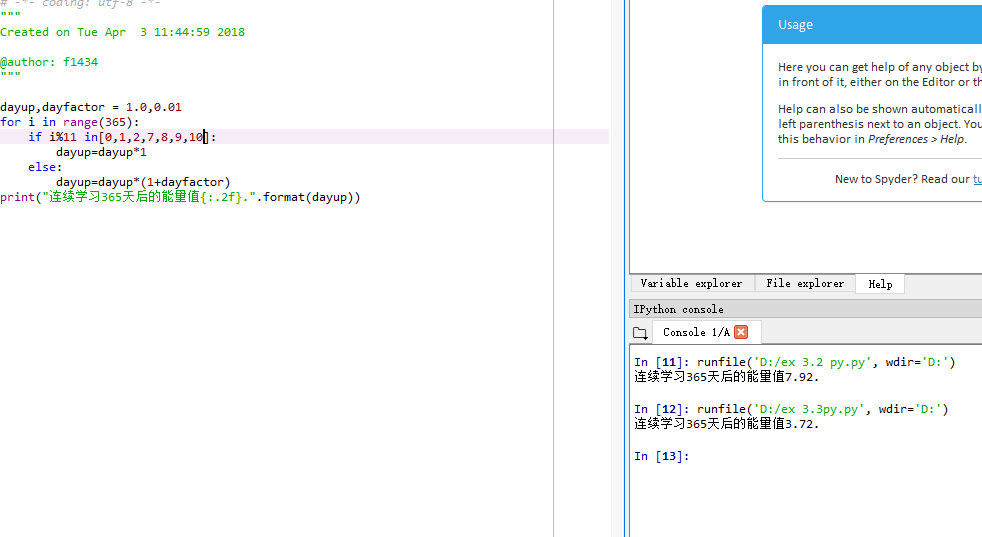 # -*- coding: utf-8 -*-
"""
Created on Tue Apr  3 11:44:59 2018

@author: f1434
"""

dayup,dayfactor = 1.0,0.01
for i in range(365):
    if i%11 in[0,1,2,7,8,9,10]:
        dayup=dayup*1
    else:
        dayup=dayup*(1+dayfactor)
print("连续学习365天后的能量值{:.2f}.".format(dayup))
Usage
Here you can get help of any object by
in front of it, either on the Editor or th
Help can also be shown automaticall
left parenthesis next to an object. You
this behavior in Preferences > Help.
New to Spyder? Read our tu
Variable explorer File explorer Help
IPython console
Console 1/A
In [11]: runfile('D:/ex 3.2 py.py', wdir='D:')
连续学习365天后的能量值7.92.
In [12]: runfile('D:/ex 3.3py.py', wdir='D:')
连续学习365天后的能量值3.72.
In [13]: